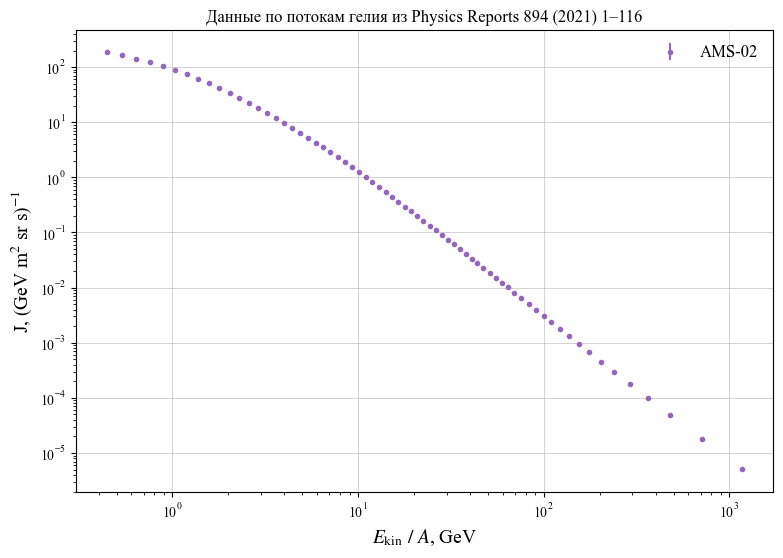 Данные по потокам гелия из Physics Reports 894 (2021) 1–116
AMS-02
J, (GeV m² sr s)⁻¹
10²
10¹
10⁰
10⁻¹
10⁻²
10⁻³
10⁻⁴
10⁻⁵
10⁰ 10¹ 10² 10³
E_kin / A, GeV